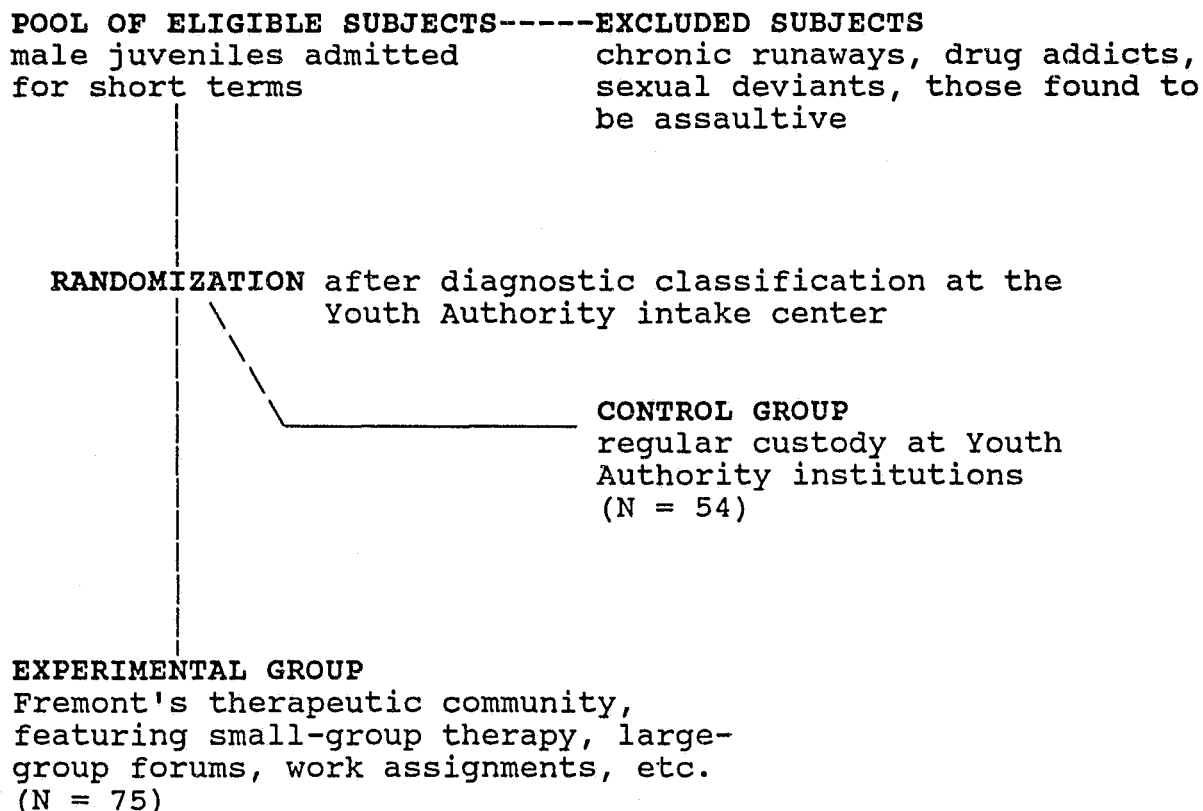 POOL OF ELIGIBLE SUBJECTS-----EXCLUDED SUBJECTS
male juveniles admitted chronic runaways, drug addicts,
for short terms sexual deviants, those found to
be assaultive
RANDOMIZATION after diagnostic classification at the
Youth Authority intake center
CONTROL GROUP
regular custody at Youth
Authority institutions
(N = 54)
EXPERIMENTAL GROUP
Fremont's therapeutic community,
featuring small-group therapy, large-
group forums, work assignments, etc.
(N = 75)